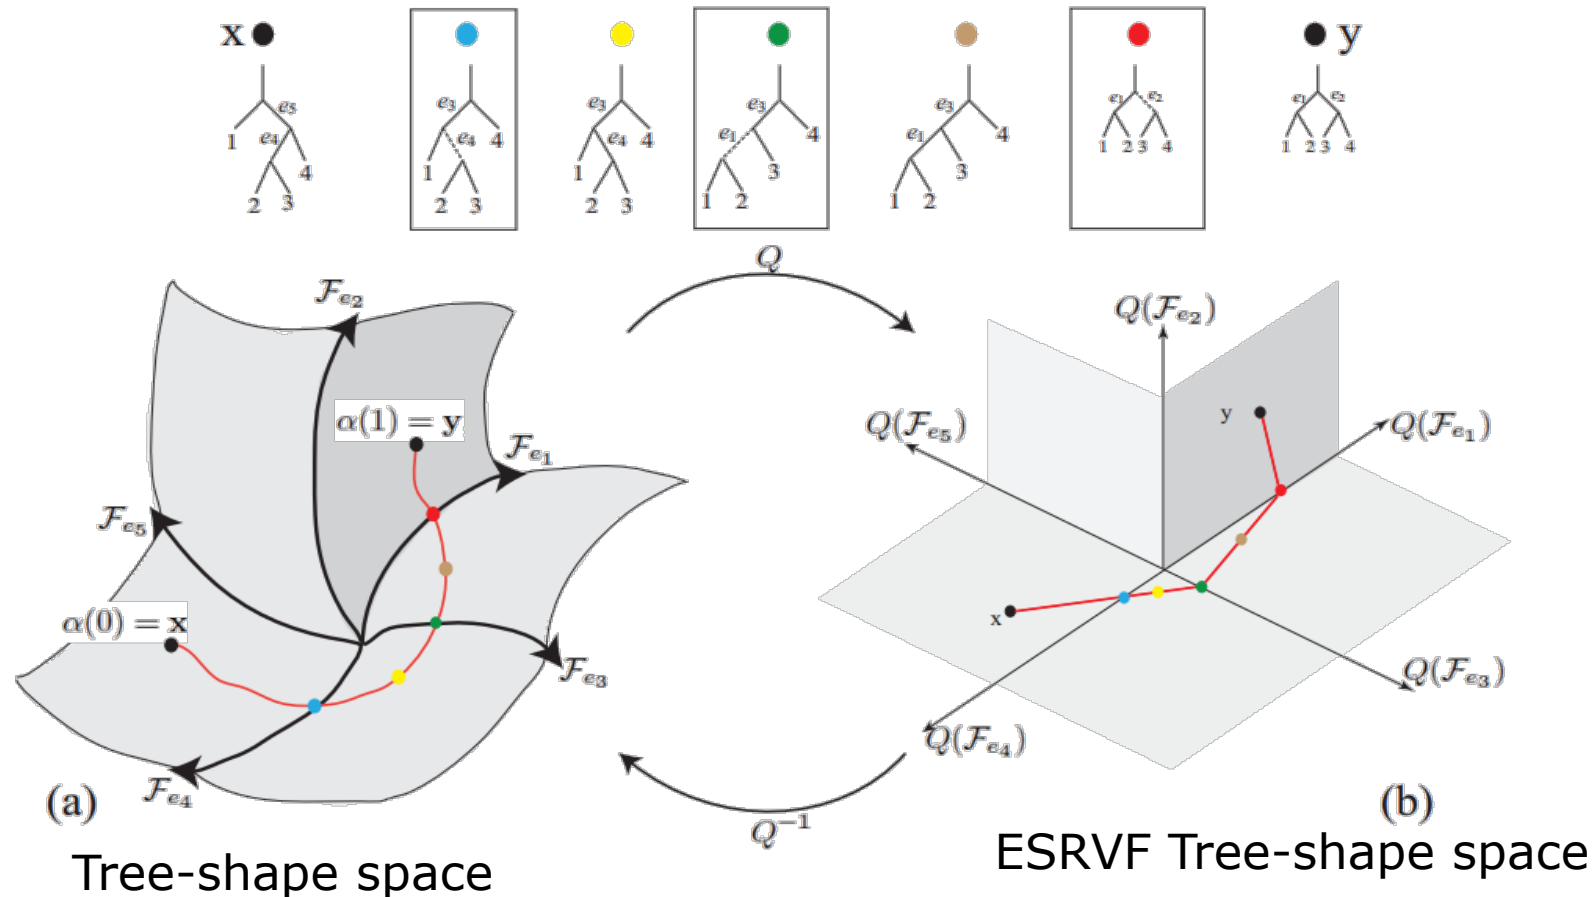 x y
e₅ e₃ e₃ e₃ e₃ e₁ e₂ e₁ e₂
1 e₄ e₄ 4 e₄ 4 e₁ 4 e₁ 4 1 2 3 4 1 2 3 4
4 1 1 3 3
2 3 2 3 2 3 1 2 1 2
Q
𝓕e₂
Q(𝓕e₂)
α(1) = y
y
𝓕e₁
Q(𝓕e₅)
Q(𝓕e₁)
𝓕e₅
α(0) = x
x
𝓕e₃
Q(𝓕e₃)
Q(𝓕e₄)
𝓕e₄
(a)
Q⁻¹
(b)
Tree-shape space
ESRVF Tree-shape space